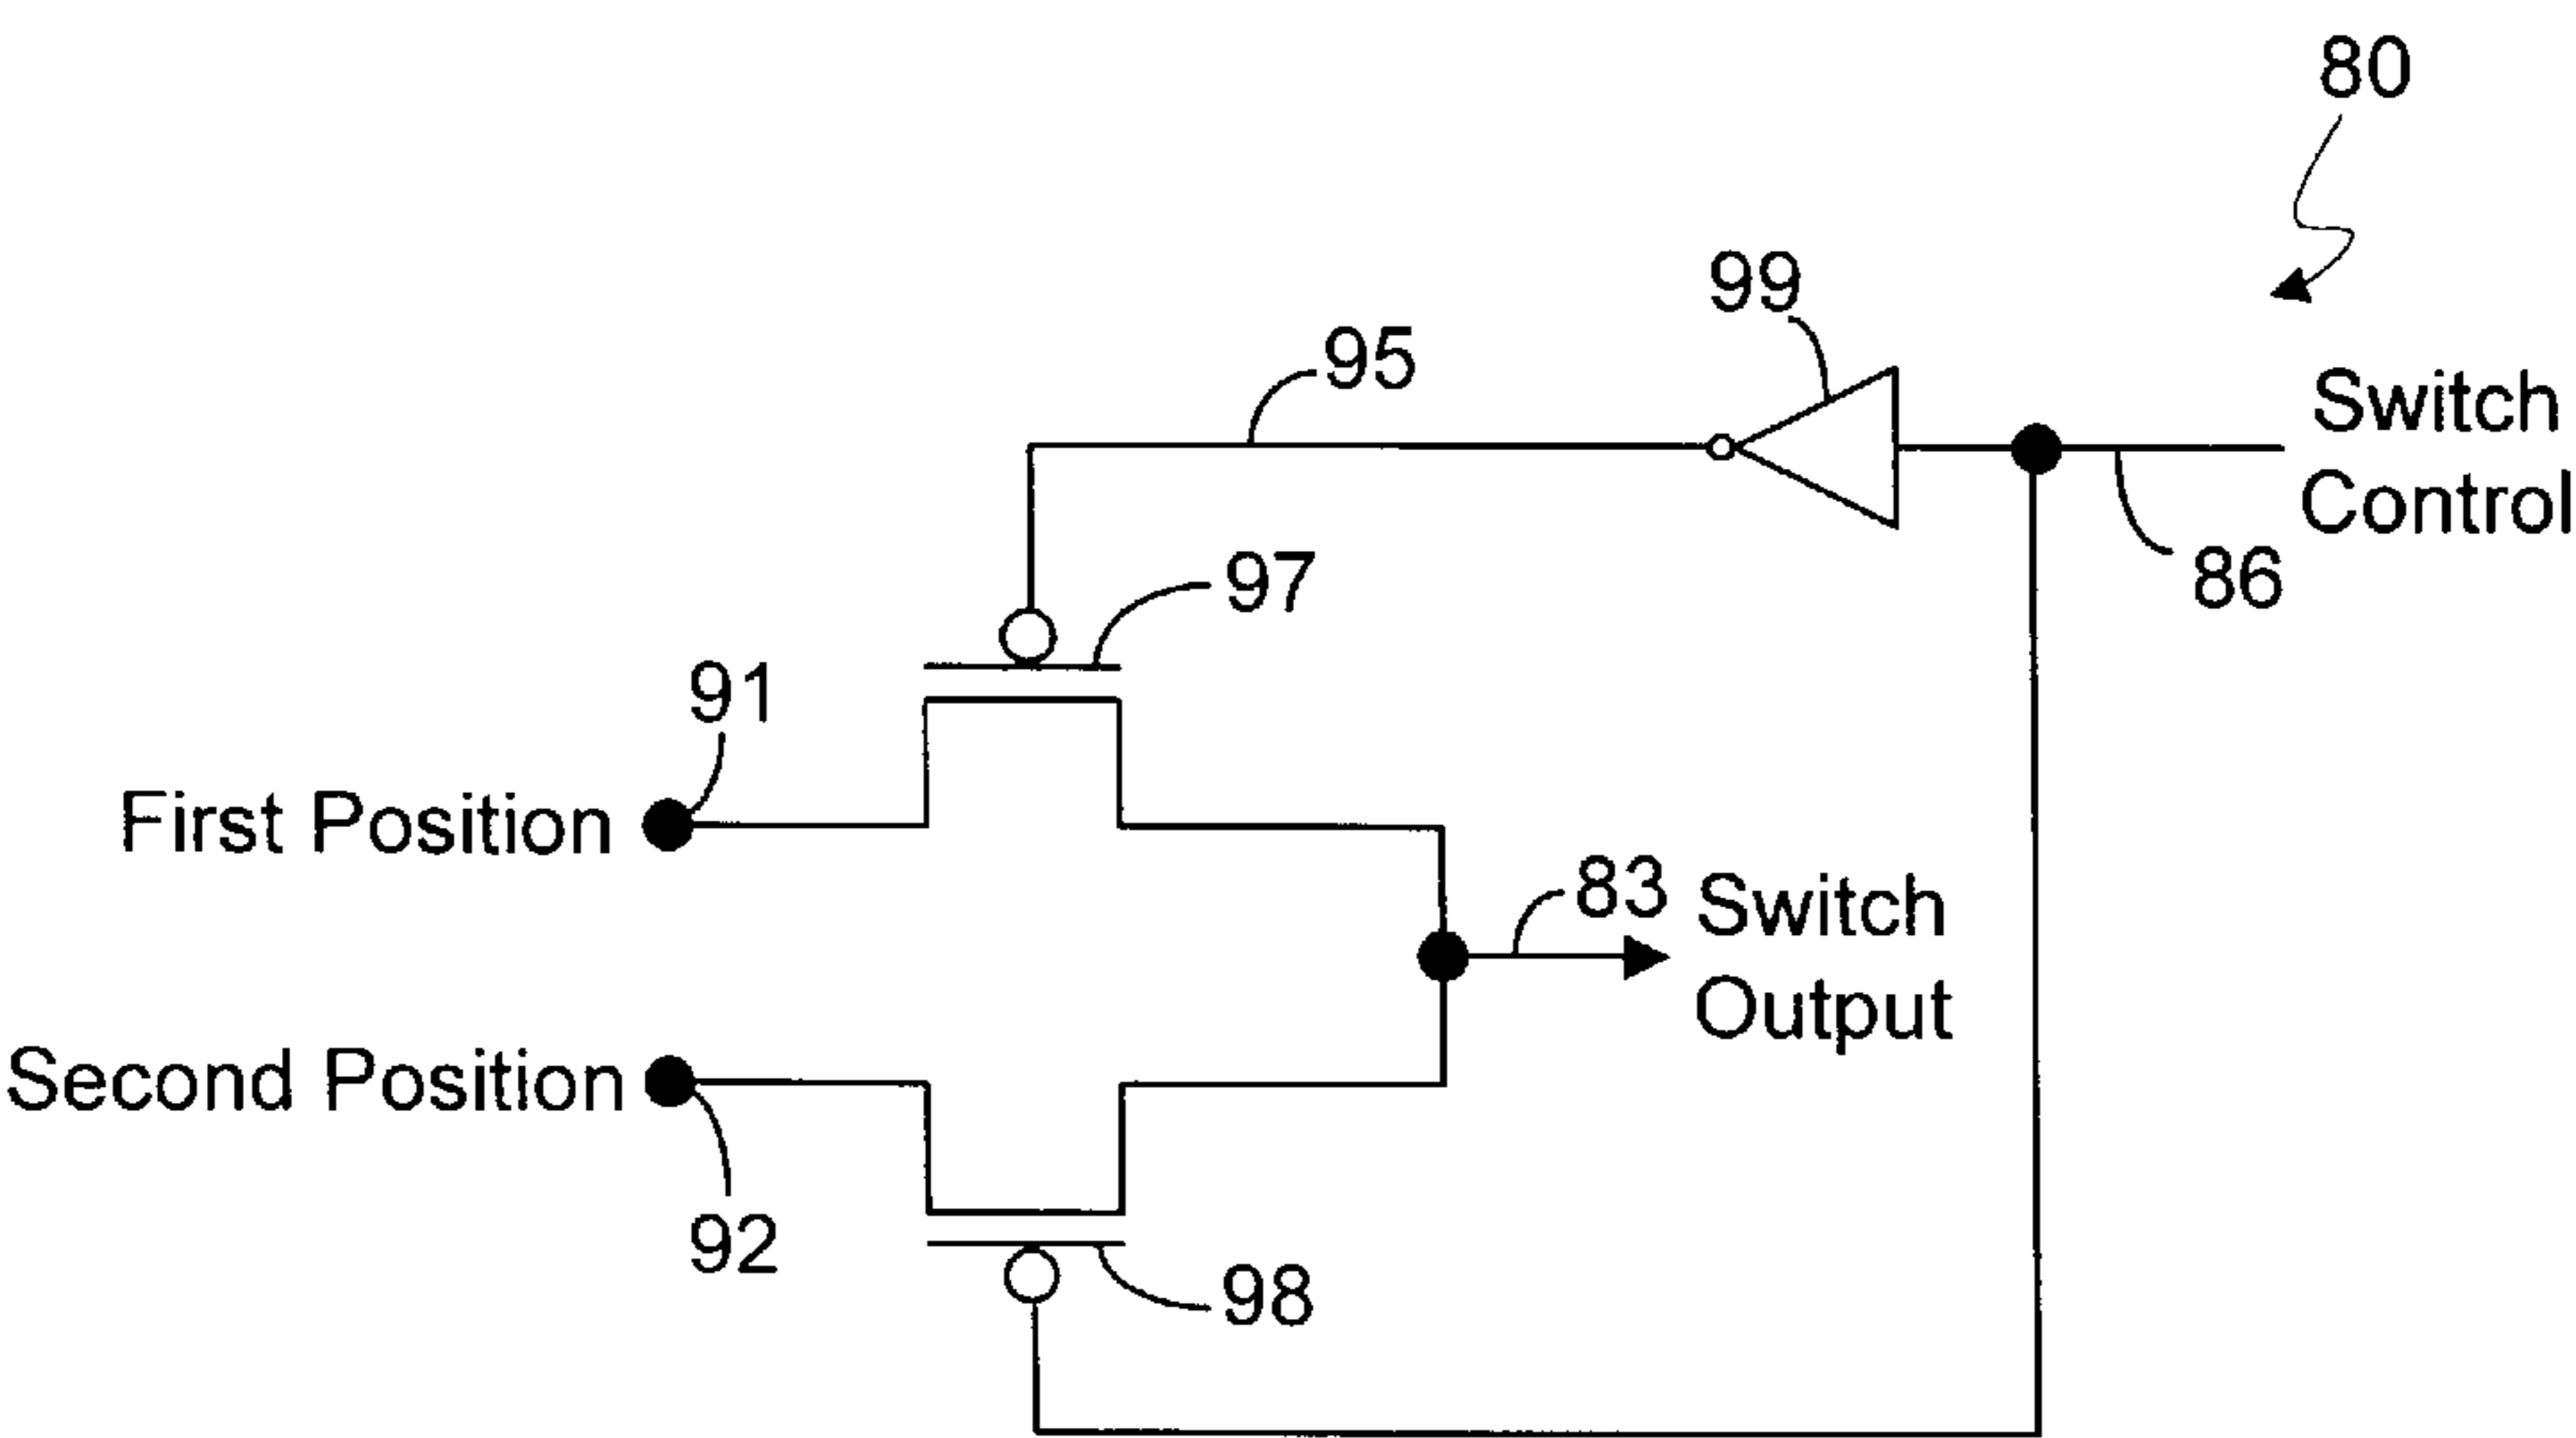 80
99
95
Switch
Control
86
97
91
First Position
83
Switch
Output
Second Position
92
98